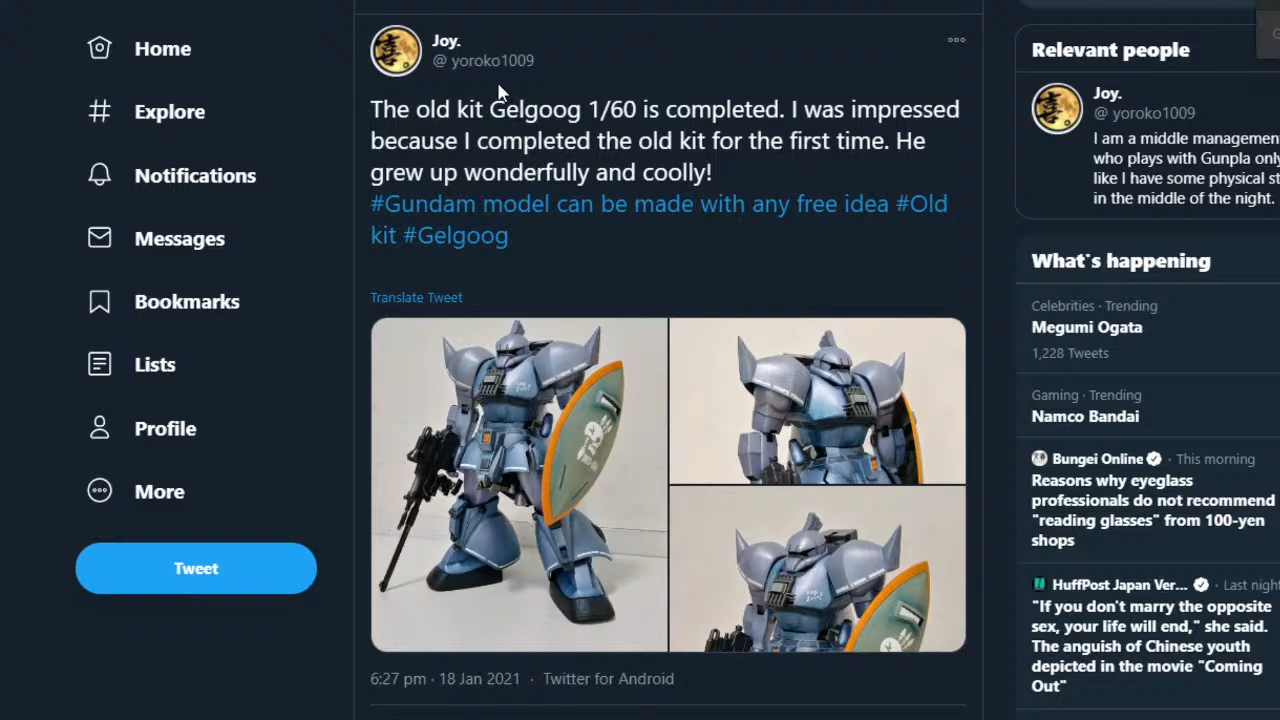 Home
Explore
Notifications
Messages
Bookmarks
Lists
Profile
More
Tweet
喜
Joy.
@ yoroko1009
The old kit Gelgoog 1/60 is completed. I was impressed
because I completed the old kit for the first time. He
grew up wonderfully and coolly!
#Gundam model can be made with any free idea #Old
kit #Gelgoog
Translate Tweet
6:27 pm · 18 Jan 2021 · Twitter for Android
Relevant people
喜
Joy.
@ yoroko1009
I am a middle management
who plays with Gunpla only
like I have some physical st
in the middle of the night.
What's happening
Celebrities · Trending
Megumi Ogata
1,228 Tweets
Gaming · Trending
Namco Bandai
Bungei Online · This morning
Reasons why eyeglass
professionals do not recommend
"reading glasses" from 100-yen
shops
HuffPost Japan Ver... · Last night
"If you don't marry the opposite
sex, your life will end," she said.
The anguish of Chinese youth
depicted in the movie "Coming
Out"